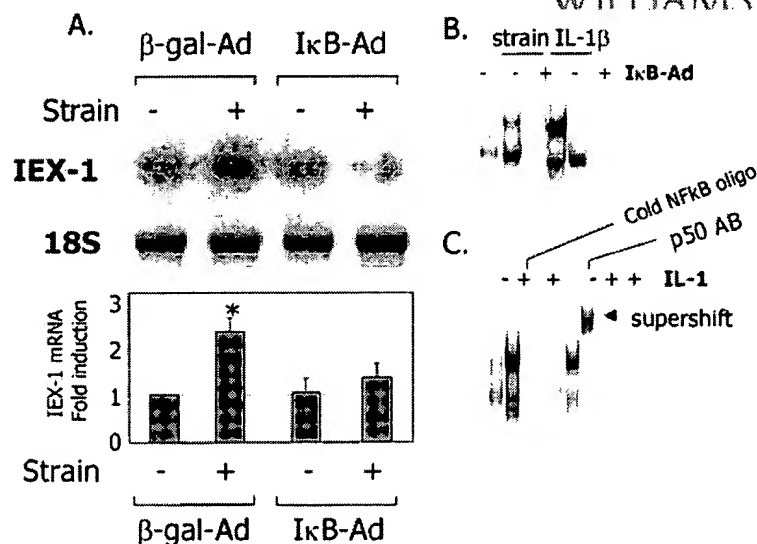 A.
β-gal-Ad IκB-Ad
Strain - + - +
IEX-1
18S
IEX-1 mRNA
Fold induction
3
2
1
0
*
Strain - + - +
β-gal-Ad IκB-Ad
B.
strain IL-1β
- - + - + IκB-Ad
C.
Cold NFkB oligo
p50 AB
- + + - + + IL-1
supershift